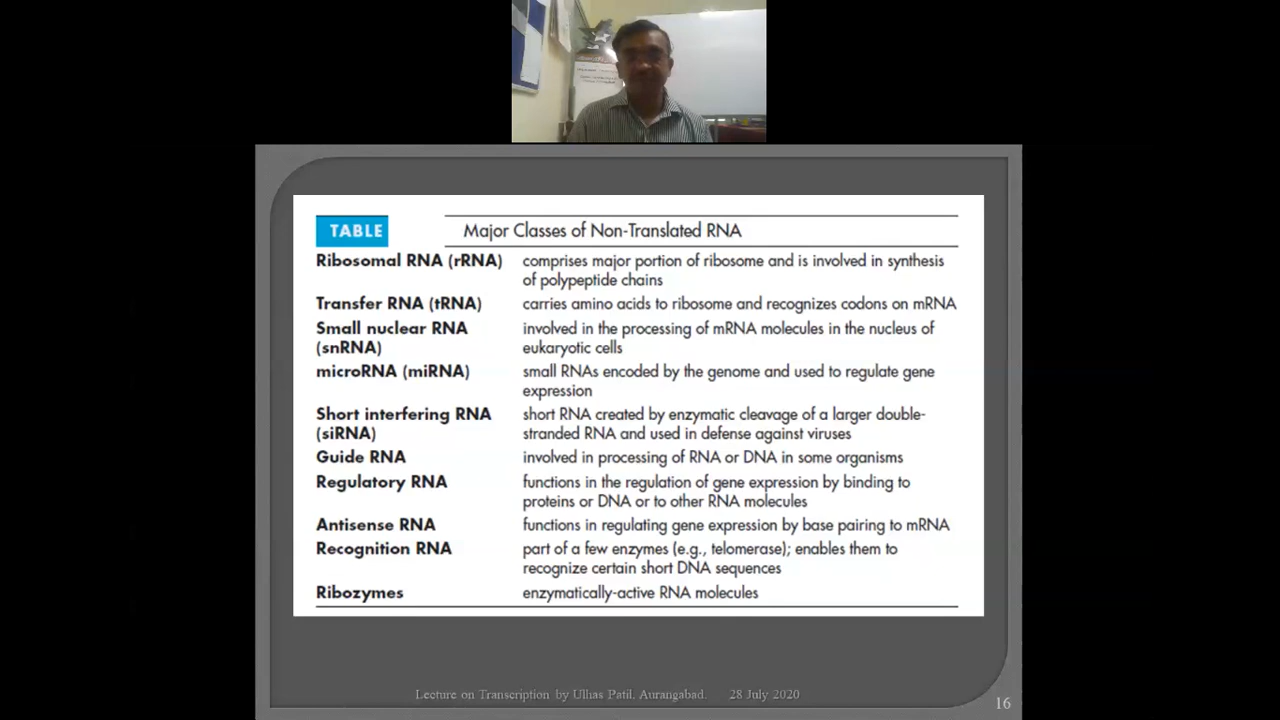 TABLE Major Classes of Non-Translated RNA
Ribosomal RNA (rRNA) comprises major portion of ribosome and is involved in synthesis
of polypeptide chains
Transfer RNA (tRNA) carries amino acids to ribosome and recognizes codons on mRNA
Small nuclear RNA involved in the processing of mRNA molecules in the nucleus of
(snRNA) eukaryotic cells
microRNA (miRNA) small RNAs encoded by the genome and used to regulate gene
expression
Short interfering RNA short RNA created by enzymatic cleavage of a larger double-
(siRNA) stranded RNA and used in defense against viruses
Guide RNA involved in processing of RNA or DNA in some organisms
Regulatory RNA functions in the regulation of gene expression by binding to
proteins or DNA or to other RNA molecules
Antisense RNA functions in regulating gene expression by base pairing to mRNA
Recognition RNA part of a few enzymes (e.g., telomerase); enables them to
recognize certain short DNA sequences
Ribozymes enzymatically-active RNA molecules
Lecture on Transcription by Ulhas Patil, Aurangabad. 28 July 2020
16